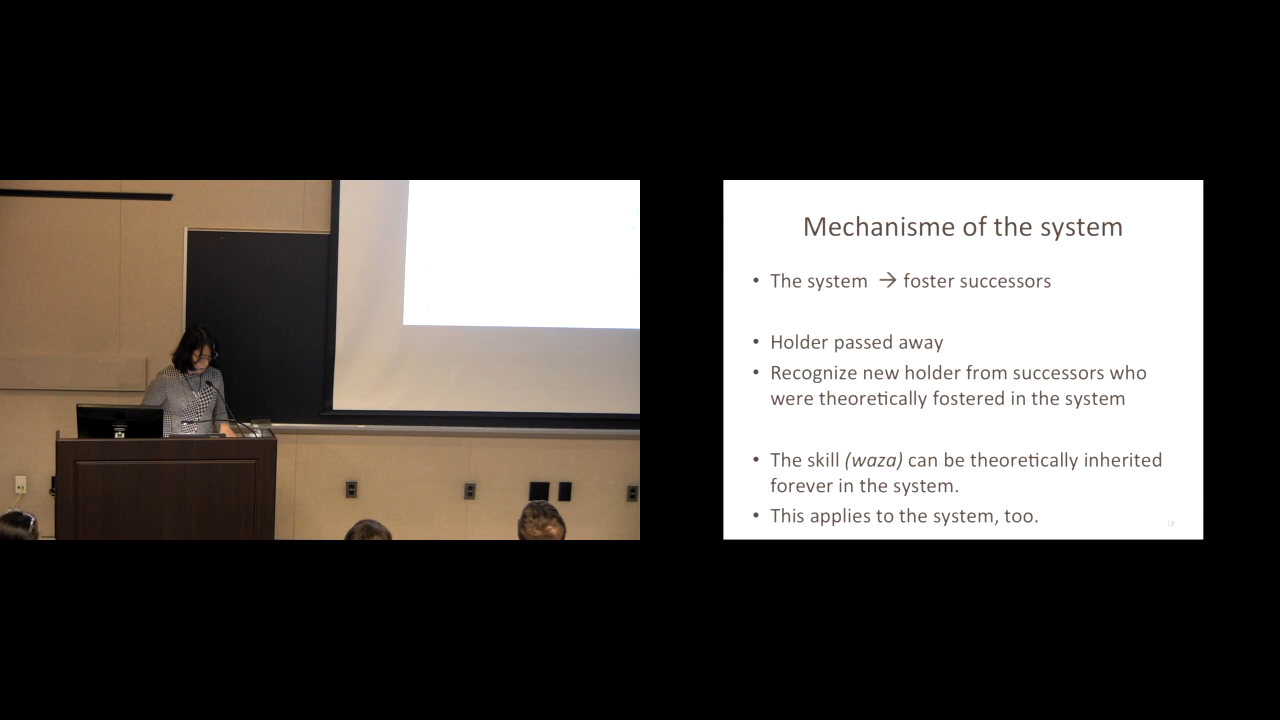 Mechanisme of the system
• The system → foster successors
• Holder passed away
• Recognize new holder from successors who
were theoretically fostered in the system
• The skill (waza) can be theoretically inherited
forever in the system.
• This applies to the system, too.